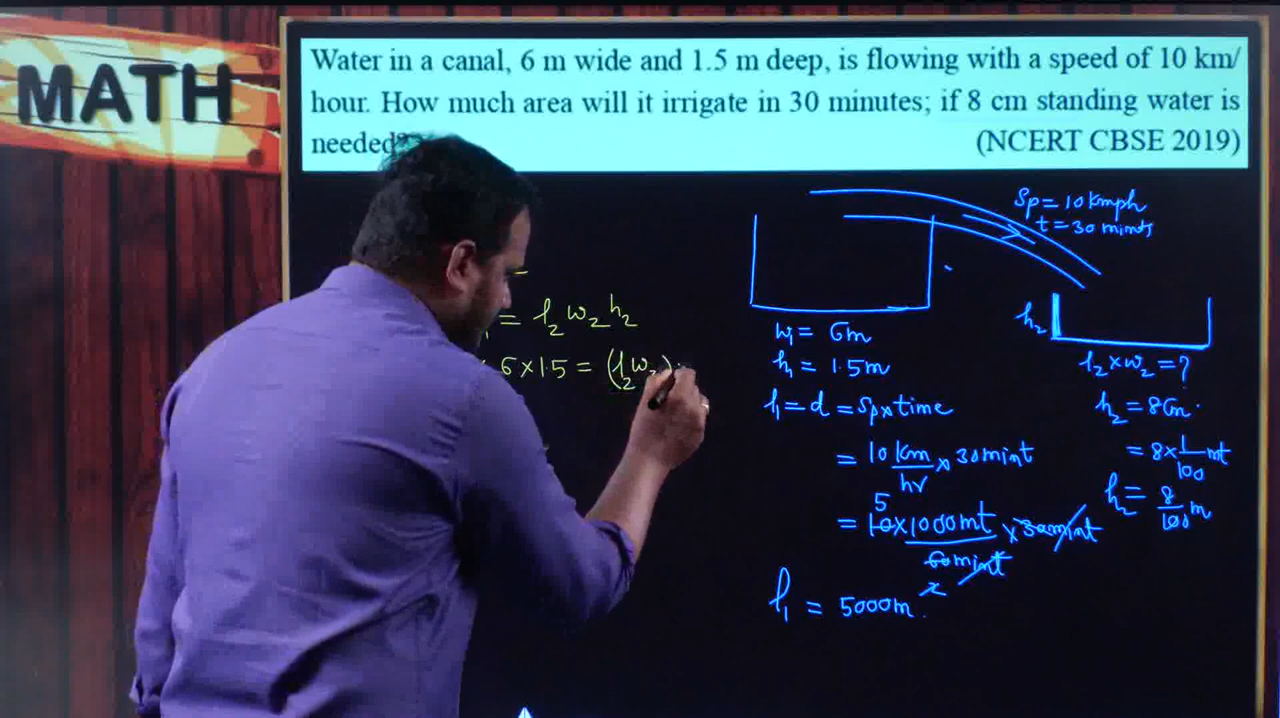 MATH
Water in a canal, 6 m wide and 1.5 m deep, is flowing with a speed of 10 km/
hour. How much area will it irrigate in 30 minutes; if 8 cm standing water is
needed?
(NCERT CBSE 2019)
= l₂ w₂ h₂
6 × 1.5 = (l₂w₂)
Sp = 10 kmph
t = 30 mints
w₁ = 6m
h₁ = 1.5m
l₁ = d = Sp × time
= 10 km/hr × 30 mint
5
= 10 × 1000 mt / 60 mint × 30 mint
2
l₁ = 5000m.
h₂
l₂ × w₂ = ?
h₂ = 8 Cm.
= 8 × 1/100 mt
h₂ = 8/100 m